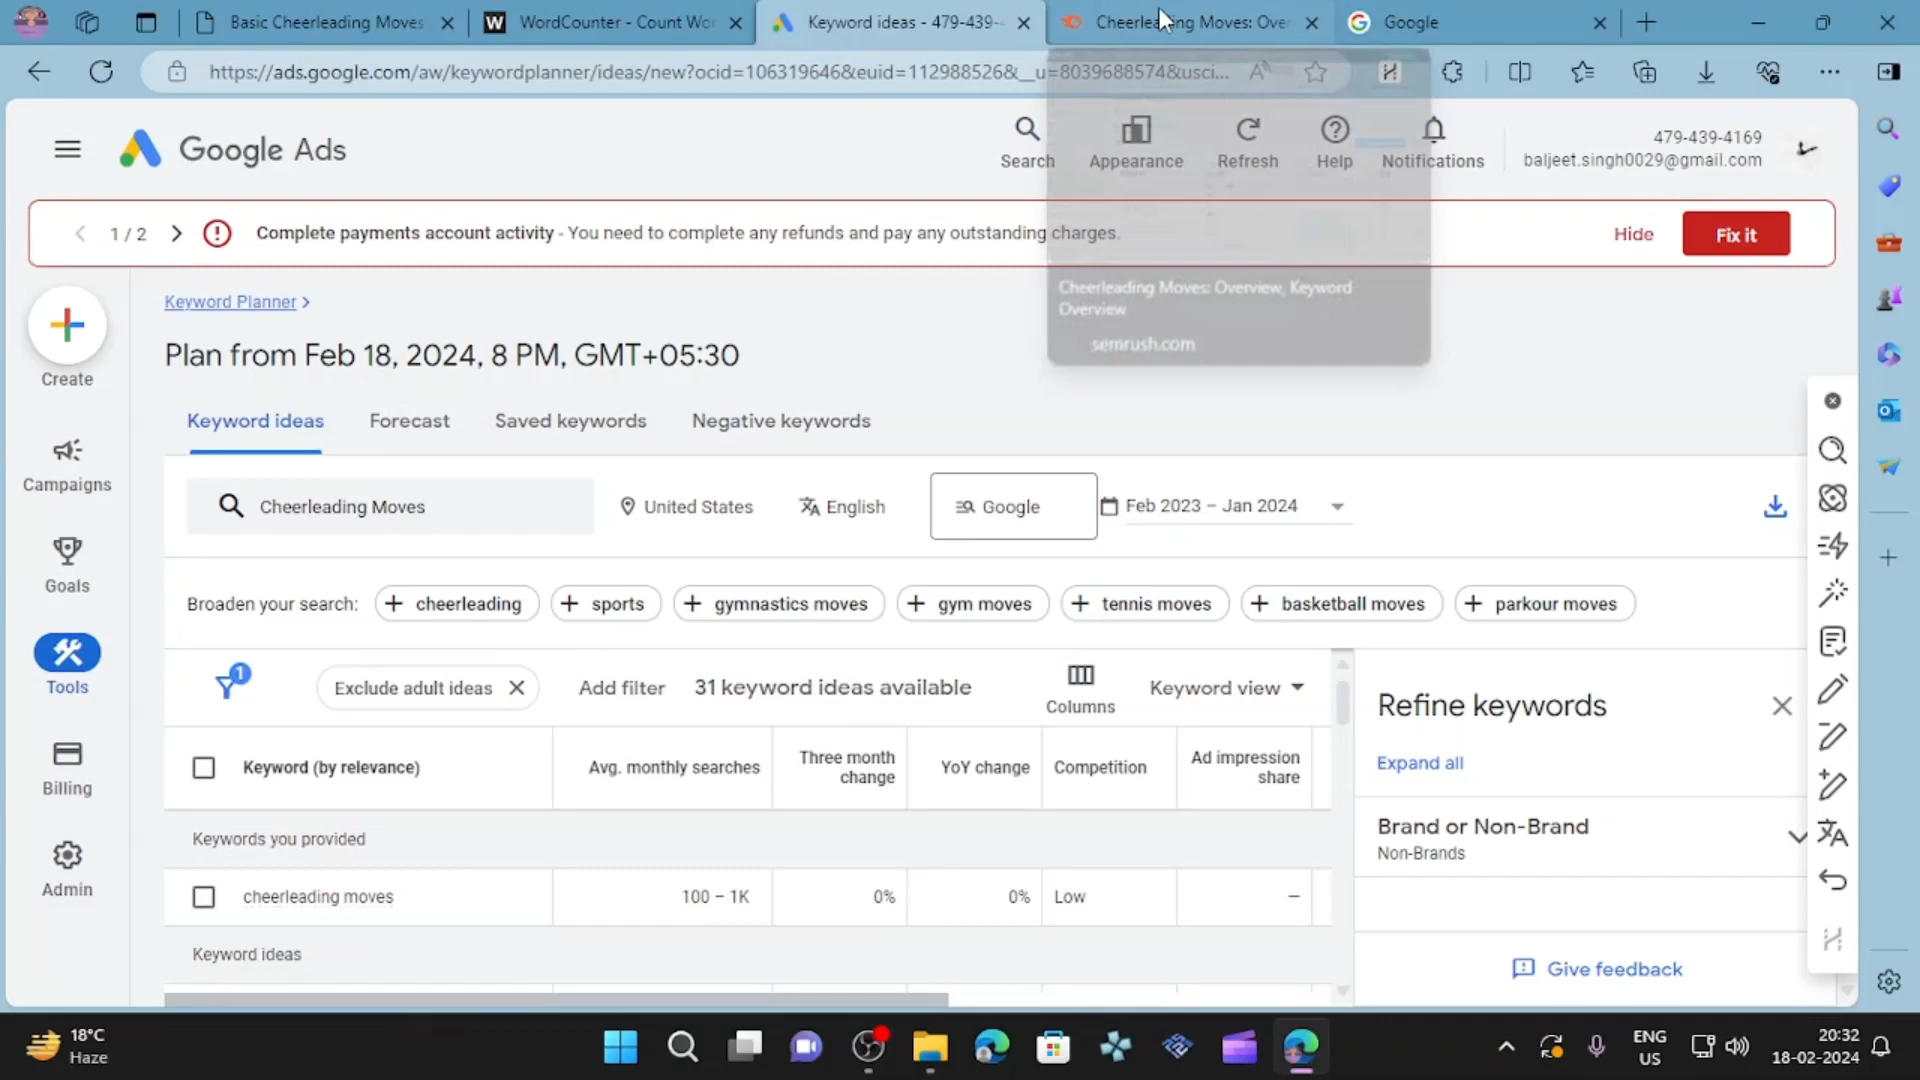 Basic Cheerleading Moves
WordCounter - Count Wor
Keyword ideas - 479-439-
Cheerleading Moves: Over
Google
https://ads.google.com/aw/keywordplanner/ideas/new?ocid=106319646&euid=112988526&__u=8039688574&usci...
Google Ads
Search
Appearance
Refresh
Help
Notifications
479-439-4169
baljeet.singh0029@gmail.com
1 / 2
Complete payments account activity - You need to complete any refunds and pay any outstanding charges.
Hide
Fix it
Cheerleading Moves: Overview, Keyword
Overview
semrush.com
Create
Campaigns
Goals
Tools
Billing
Admin
Keyword Planner
Plan from Feb 18, 2024, 8 PM, GMT+05:30
Keyword ideas
Forecast
Saved keywords
Negative keywords
Cheerleading Moves
United States
English
Google
Feb 2023 – Jan 2024
Broaden your search:
cheerleading
sports
gymnastics moves
gym moves
tennis moves
basketball moves
parkour moves
1
Exclude adult ideas
Add filter
31 keyword ideas available
Columns
Keyword view
Keyword (by relevance)
Avg. monthly searches
Three month
change
YoY change
Competition
Ad impression
share
Keywords you provided
cheerleading moves
100 – 1K
0%
0%
Low
–
Keyword ideas
Refine keywords
Expand all
Brand or Non-Brand
Non-Brands
Give feedback
18°C
Haze
ENG
US
20:32
18-02-2024